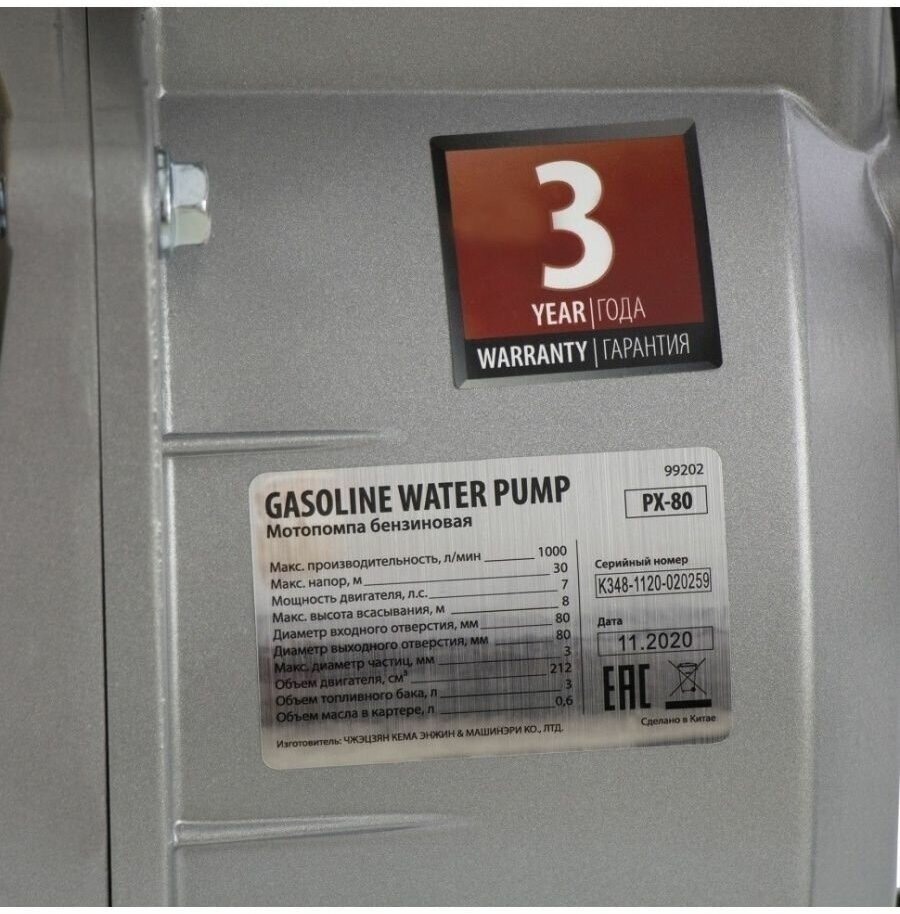 3
YEAR|ГОДА
WARRANTY|ГАРАНТИЯ
GASOLINE WATER PUMP
Мотопомпа бензиновая
99202
PX-80
Макс. производительность, л/мин 1000
Макс. напор, м 30
Мощность двигателя, л.с. 7
Макс. высота всасывания, м 8
Диаметр входного отверстия, мм 80
Диаметр выходного отверстия, мм 80
Макс. диаметр частиц, мм 3
Объем двигателя, см³ 212
Объем топливного бака, л 3
Объем масла в картере, л 0,6
Изготовитель: ЧЖЭЦЗЯН КЕМА ЭНЖИН & МАШИНЭРИ КО., ЛТД.
Серийный номер
K348-1120-020259
Дата
11.2020
EAC
Сделано в Китае